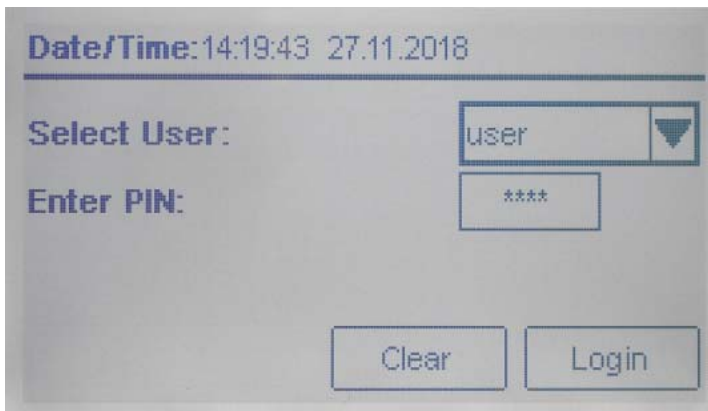 Date/Time:14:19:43 27.11.2018
Select User: user
Enter PIN: ****
Clear Login